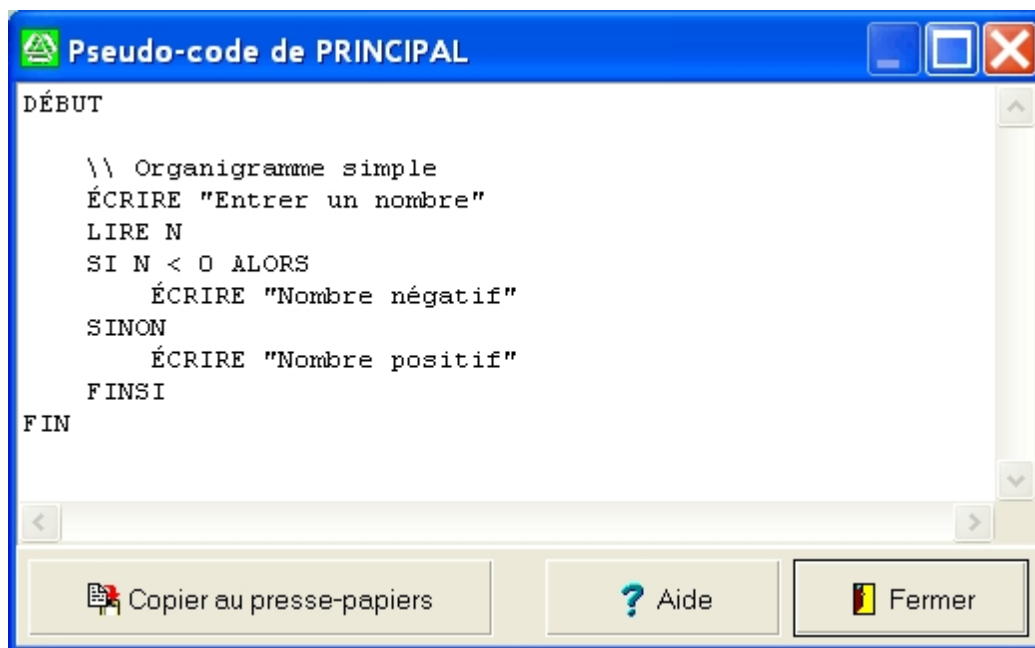 Pseudo-code de PRINCIPAL
DÉBUT
\\ Organigramme simple
ÉCRIRE "Entrer un nombre"
LIRE N
SI N < 0 ALORS
ÉCRIRE "Nombre négatif"
SINON
ÉCRIRE "Nombre positif"
FINSI
FIN
Copier au presse-papiers
Aide
Fermer